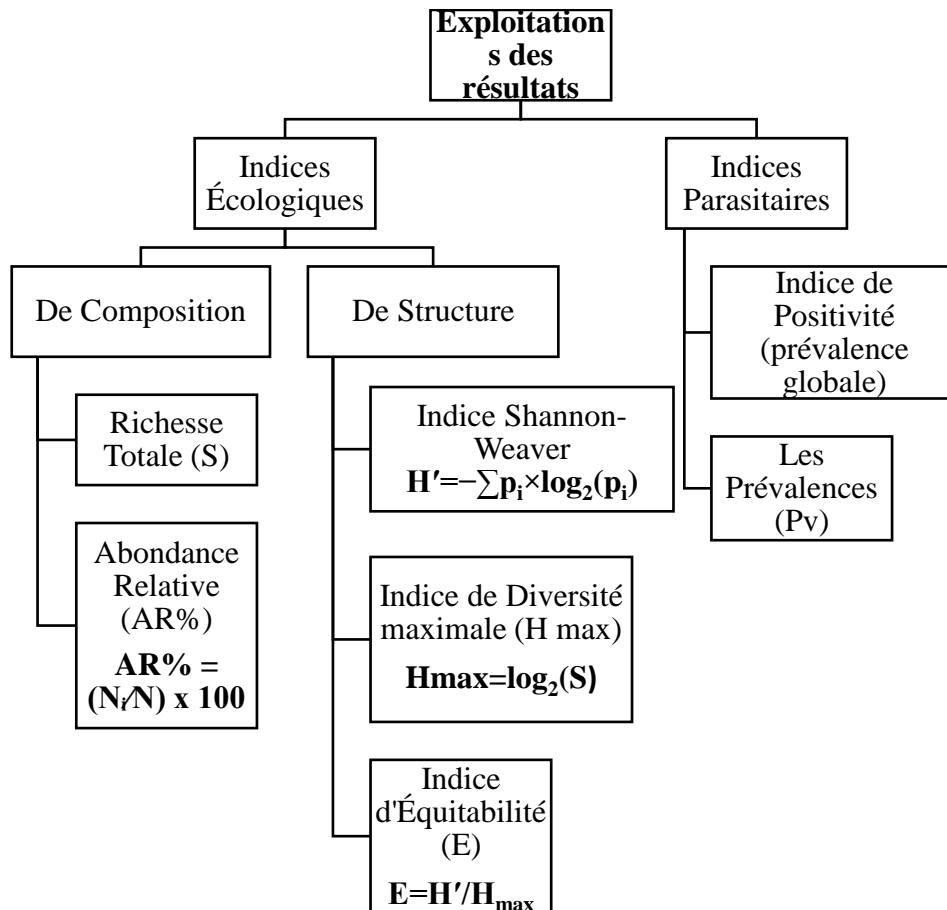 Exploitation
s des
résultats
Indices
Écologiques
Indices
Parasitaires
De Composition
De Structure
Richesse
Totale (S)
Abondance
Relative
(AR%)
AR% =
(Nᵢ/N) x 100
Indice Shannon-
Weaver
H′=−∑pᵢ×log₂(pᵢ)
Indice de Diversité
maximale (H max)
Hmax=log₂(S)
Indice
d'Équitabilité
(E)
E=H′/Hₘₐₓ
Indice de
Positivité
(prévalence
globale)
Les
Prévalences
(Pv)